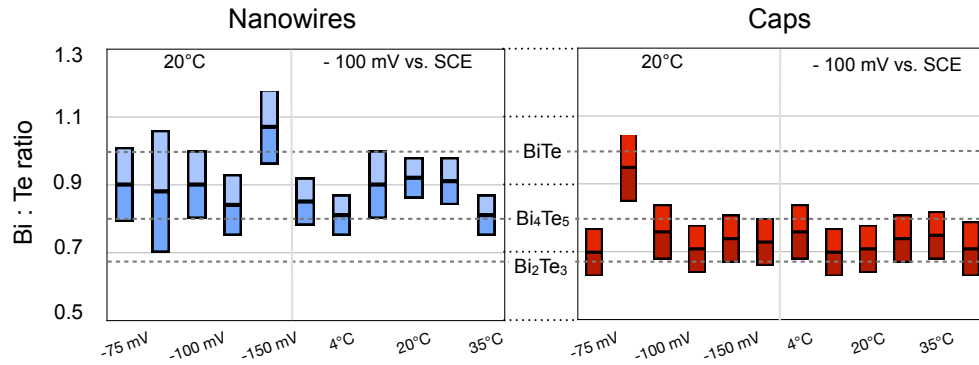 Nanowires
Caps
20°C
- 100 mV vs. SCE
20°C
- 100 mV vs. SCE
Bi : Te ratio
1.3
1.1
0.9
0.7
0.5
BiTe
Bi₄Te₅
Bi₂Te₃
-75 mV
-100 mV
-150 mV
4°C
20°C
35°C
-75 mV
-100 mV
-150 mV
4°C
20°C
35°C